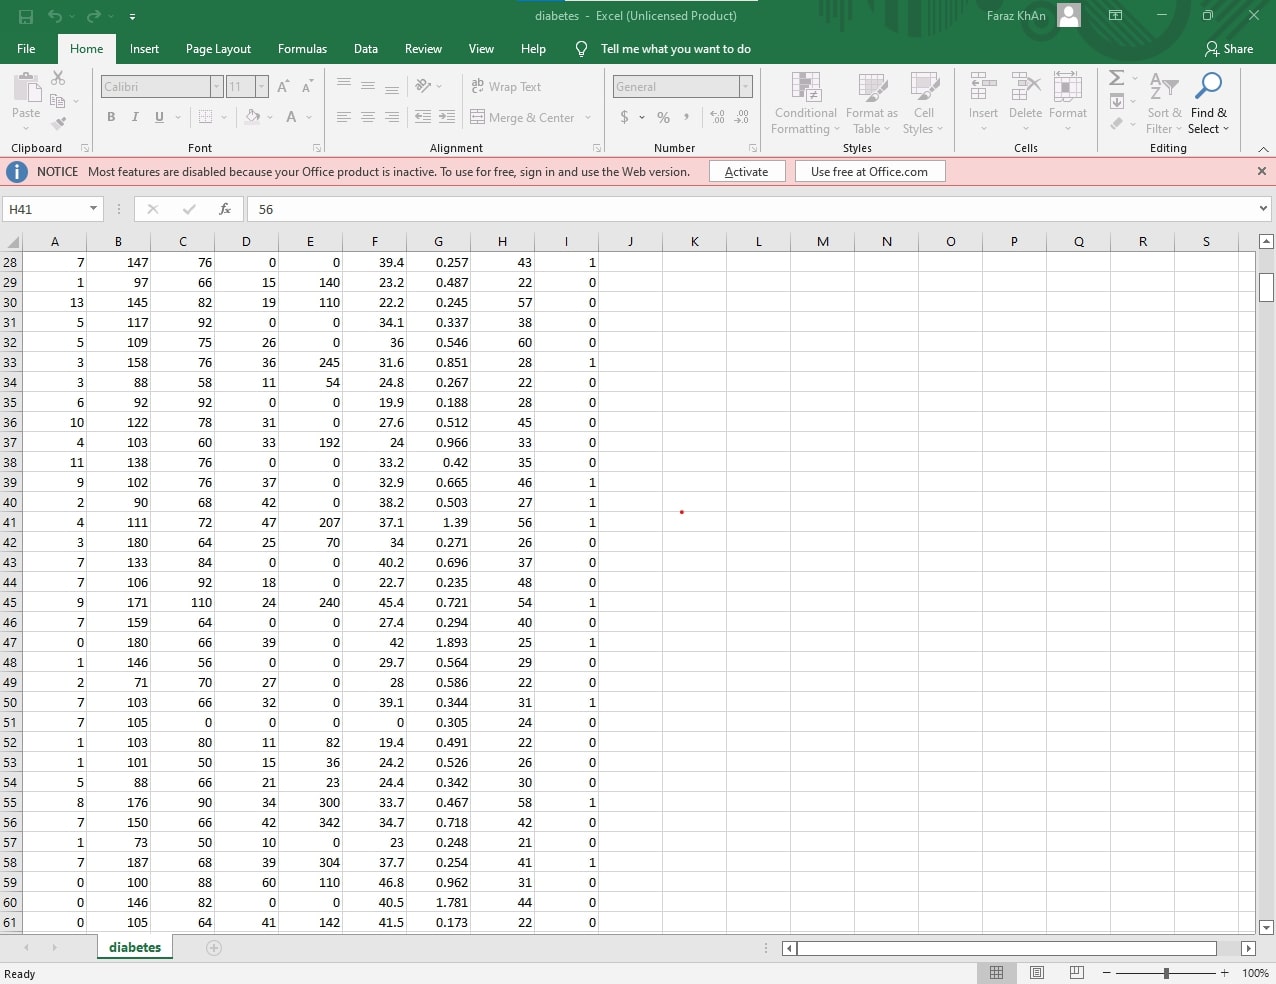 diabetes - Excel (Unlicensed Product)
Faraz KhAn
File Home Insert Page Layout Formulas Data Review View Help Tell me what you want to do Share
Paste
Calibri 11
B I U A
ab Wrap Text
Merge & Center
General
$ % ,
Conditional Formatting
Format as Table
Cell Styles
Insert Delete Format
Sort & Filter
Find & Select
Clipboard Font Alignment Number Styles Cells Editing
NOTICE Most features are disabled because your Office product is inactive. To use for free, sign in and use the Web version. Activate Use free at Office.com
H41 fx 56
A B C D E F G H I J K L M N O P Q R S
28 7 147 76 0 0 39.4 0.257 43 1
29 1 97 66 15 140 23.2 0.487 22 0
30 13 145 82 19 110 22.2 0.245 57 0
31 5 117 92 0 0 34.1 0.337 38 0
32 5 109 75 26 0 36 0.546 60 0
33 3 158 76 36 245 31.6 0.851 28 1
34 3 88 58 11 54 24.8 0.267 22 0
35 6 92 92 0 0 19.9 0.188 28 0
36 10 122 78 31 0 27.6 0.512 45 0
37 4 103 60 33 192 24 0.966 33 0
38 11 138 76 0 0 33.2 0.42 35 0
39 9 102 76 37 0 32.9 0.665 46 1
40 2 90 68 42 0 38.2 0.503 27 1
41 4 111 72 47 207 37.1 1.39 56 1
42 3 180 64 25 70 34 0.271 26 0
43 7 133 84 0 0 40.2 0.696 37 0
44 7 106 92 18 0 22.7 0.235 48 0
45 9 171 110 24 240 45.4 0.721 54 1
46 7 159 64 0 0 27.4 0.294 40 0
47 0 180 66 39 0 42 1.893 25 1
48 1 146 56 0 0 29.7 0.564 29 0
49 2 71 70 27 0 28 0.586 22 0
50 7 103 66 32 0 39.1 0.344 31 1
51 7 105 0 0 0 0 0.305 24 0
52 1 103 80 11 82 19.4 0.491 22 0
53 1 101 50 15 36 24.2 0.526 26 0
54 5 88 66 21 23 24.4 0.342 30 0
55 8 176 90 34 300 33.7 0.467 58 1
56 7 150 66 42 342 34.7 0.718 42 0
57 1 73 50 10 0 23 0.248 21 0
58 7 187 68 39 304 37.7 0.254 41 1
59 0 100 88 60 110 46.8 0.962 31 0
60 0 146 82 0 0 40.5 1.781 44 0
61 0 105 64 41 142 41.5 0.173 22 0
diabetes
Ready
100%